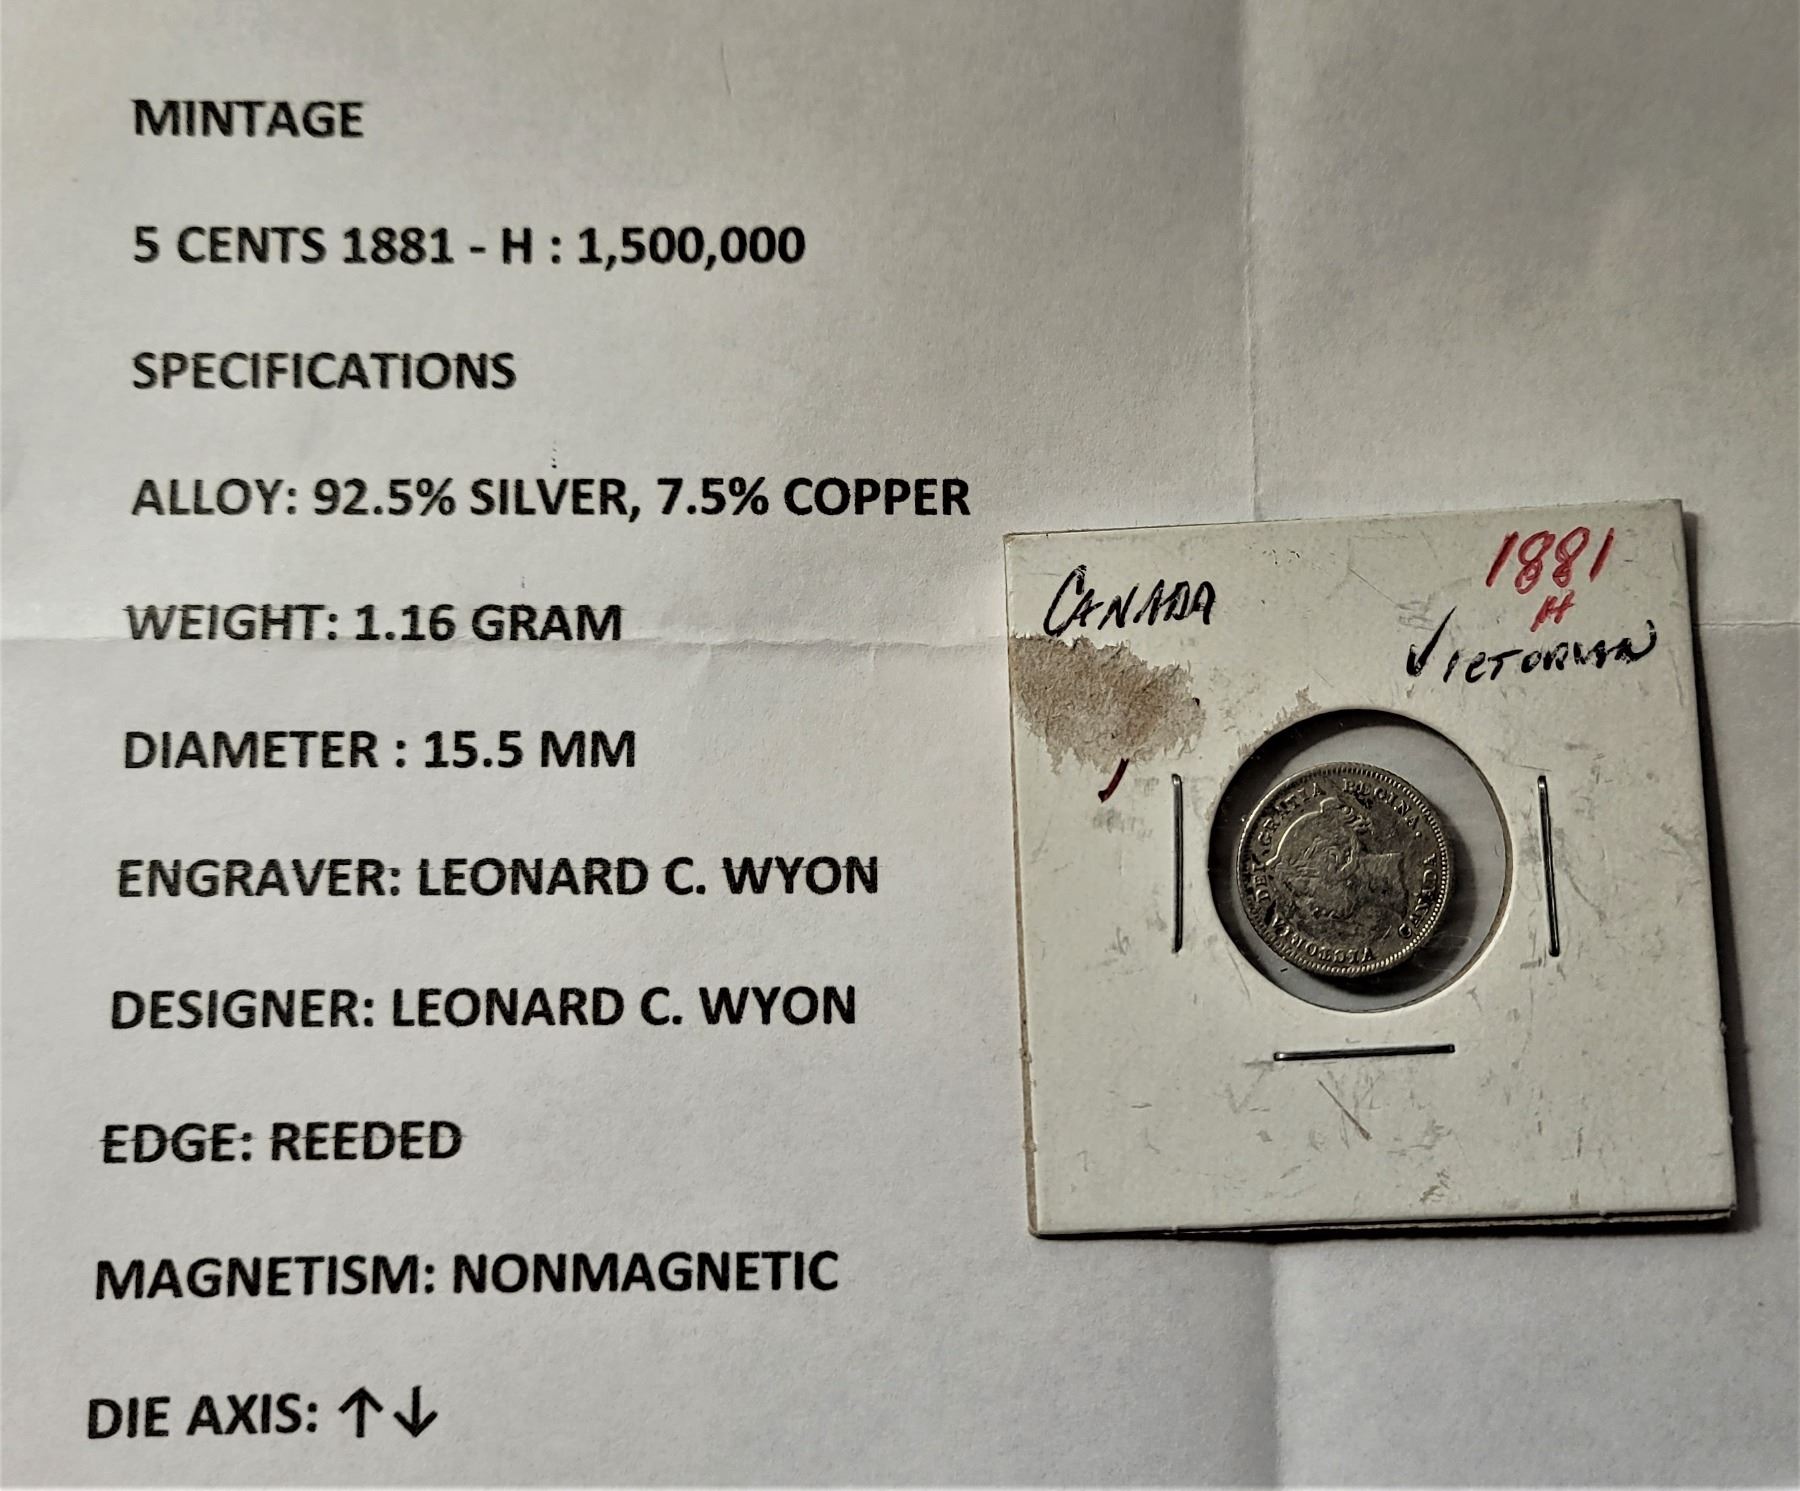 MINTAGE
5 CENTS 1881 - H : 1,500,000
SPECIFICATIONS
ALLOY: 92.5% SILVER, 7.5% COPPER
WEIGHT: 1.16 GRAM
DIAMETER : 15.5 MM
ENGRAVER: LEONARD C. WYON
DESIGNER: LEONARD C. WYON
EDGE: REEDED
MAGNETISM: NONMAGNETIC
DIE AXIS: ↑↓
CANADA
1881
H
VICTORIAN
VICTORIA DEI GRATIA REGINA. CANADA